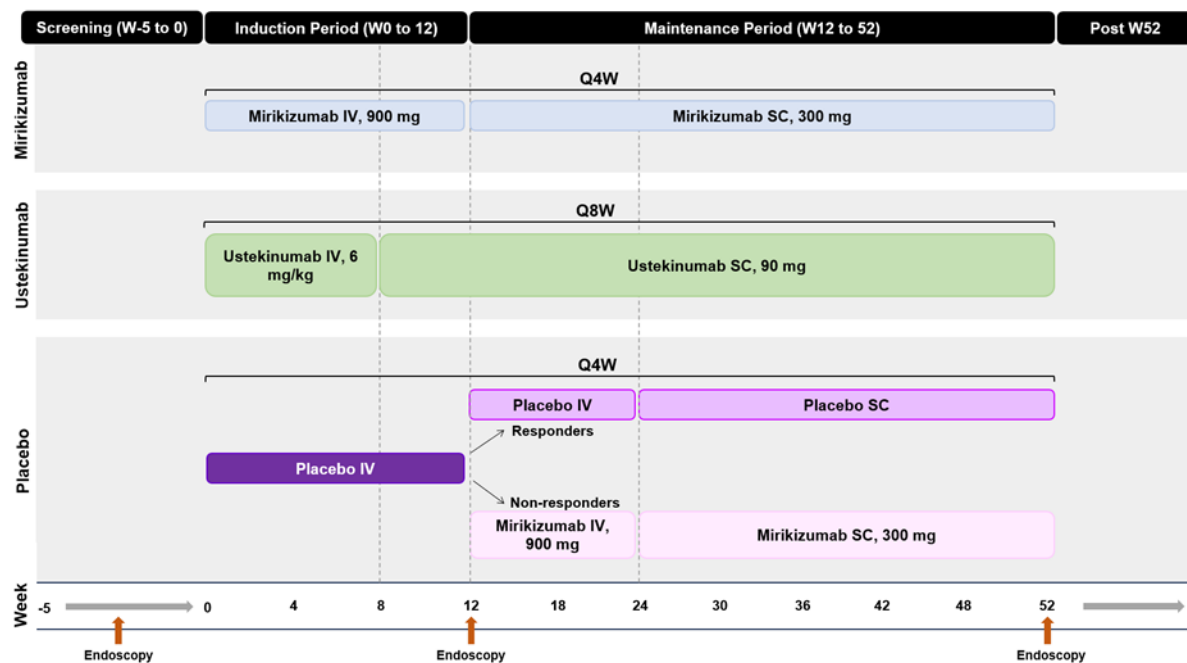 Screening (W-5 to 0)
Induction Period (W0 to 12)
Maintenance Period (W12 to 52)
Post W52
Mirikizumab
Q4W
Mirikizumab IV, 900 mg
Mirikizumab SC, 300 mg
Ustekinumab
Q8W
Ustekinumab IV, 6
mg/kg
Ustekinumab SC, 90 mg
Placebo
Q4W
Placebo IV
Placebo SC
Responders
Placebo IV
Non-responders
Mirikizumab IV,
900 mg
Mirikizumab SC, 300 mg
Week
-5 0 4 8 12 18 24 30 36 42 48 52
Endoscopy
Endoscopy
Endoscopy